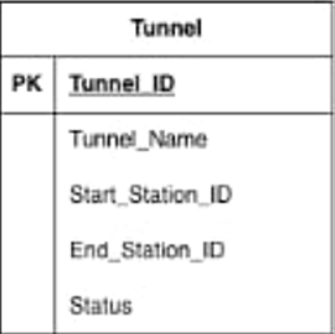 Tunnel
PK Tunnel_ID
Tunnel_Name
Start_Station_ID
End_Station_ID
Status